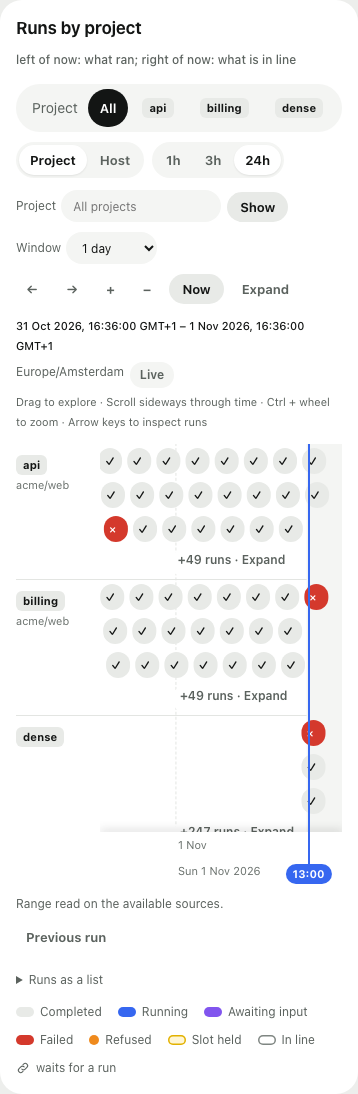 Runs by project
left of now: what ran; right of now: what is in line
Project All api billing dense
Project Host 1h 3h 24h
Project All projects Show
Window 1 day
← → + − Now Expand
31 Oct 2026, 16:36:00 GMT+1 – 1 Nov 2026, 16:36:00
GMT+1
Europe/Amsterdam Live
Drag to explore · Scroll sideways through time · Ctrl + wheel
to zoom · Arrow keys to inspect runs
api
acme/web
+49 runs · Expand
billing
acme/web
+49 runs · Expand
dense
+247 runs · Expand
1 Nov
Sun 1 Nov 2026 13:00
Range read on the available sources.
Previous run
Runs as a list
Completed Running Awaiting input
Failed Refused Slot held In line
waits for a run